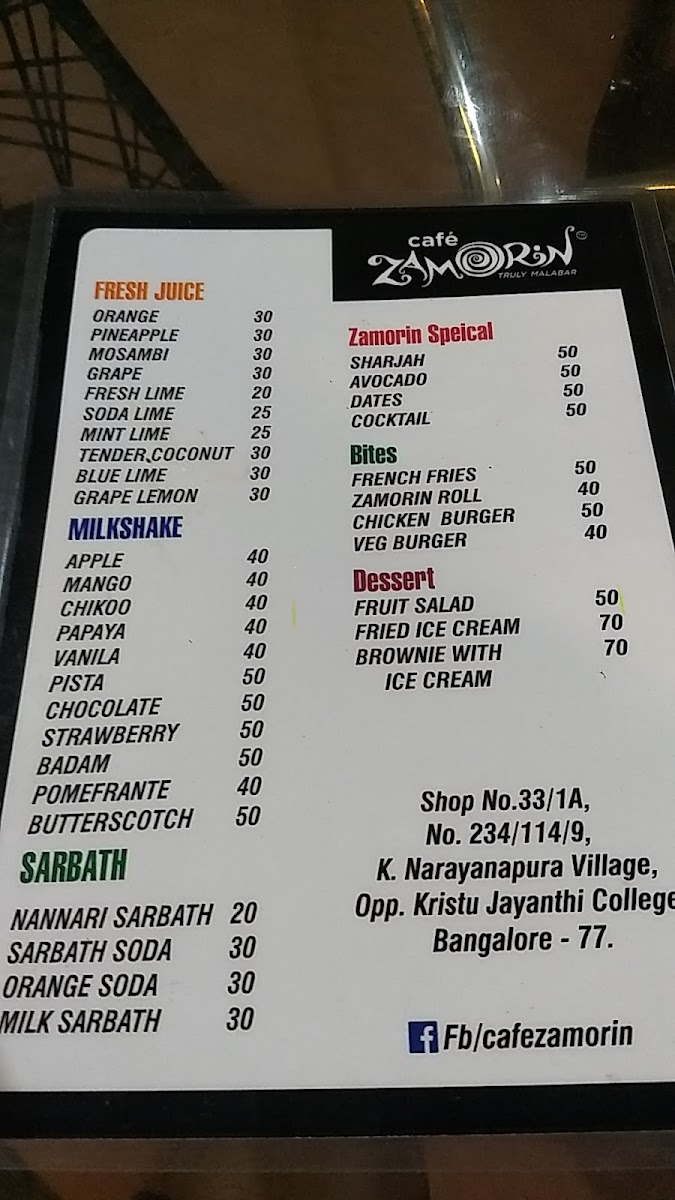 café
ZAMORIN
TRULY MALABAR
FRESH JUICE
ORANGE 30
PINEAPPLE 30
MOSAMBI 30
GRAPE 30
FRESH LIME 20
SODA LIME 25
MINT LIME 25
TENDER COCONUT 30
BLUE LIME 30
GRAPE LEMON 30
MILKSHAKE
APPLE 40
MANGO 40
CHIKOO 40
PAPAYA 40
VANILA 40
PISTA 50
CHOCOLATE 50
STRAWBERRY 50
BADAM 50
POMEFRANTE 40
BUTTERSCOTCH 50
SARBATH
NANNARI SARBATH 20
SARBATH SODA 30
ORANGE SODA 30
MILK SARBATH 30
Zamorin Speical
SHARJAH 50
AVOCADO 50
DATES 50
COCKTAIL 50
Bites
FRENCH FRIES 50
ZAMORIN ROLL 40
CHICKEN BURGER 50
VEG BURGER 40
Dessert
FRUIT SALAD 50
FRIED ICE CREAM 70
BROWNIE WITH 70
ICE CREAM
Shop No.33/1A,
No. 234/114/9,
K. Narayanapura Village,
Opp. Kristu Jayanthi College
Bangalore - 77.
Fb/cafezamorin